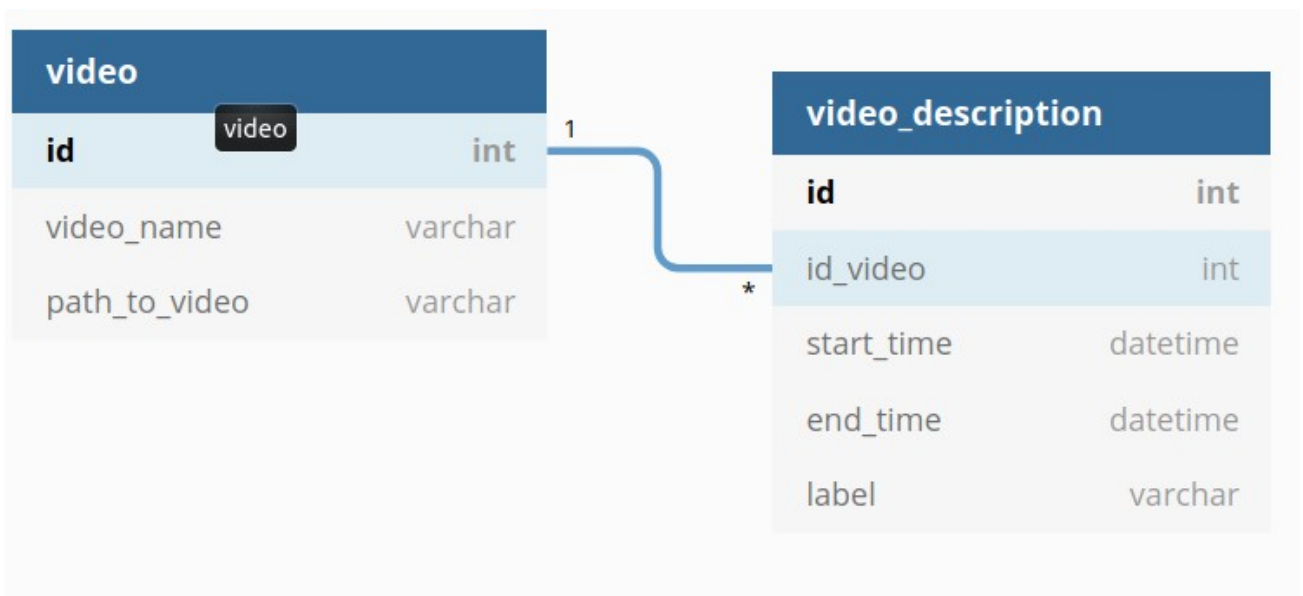 video
video
id int
video_name varchar
path_to_video varchar
1
*
video_description
id int
id_video int
start_time datetime
end_time datetime
label varchar